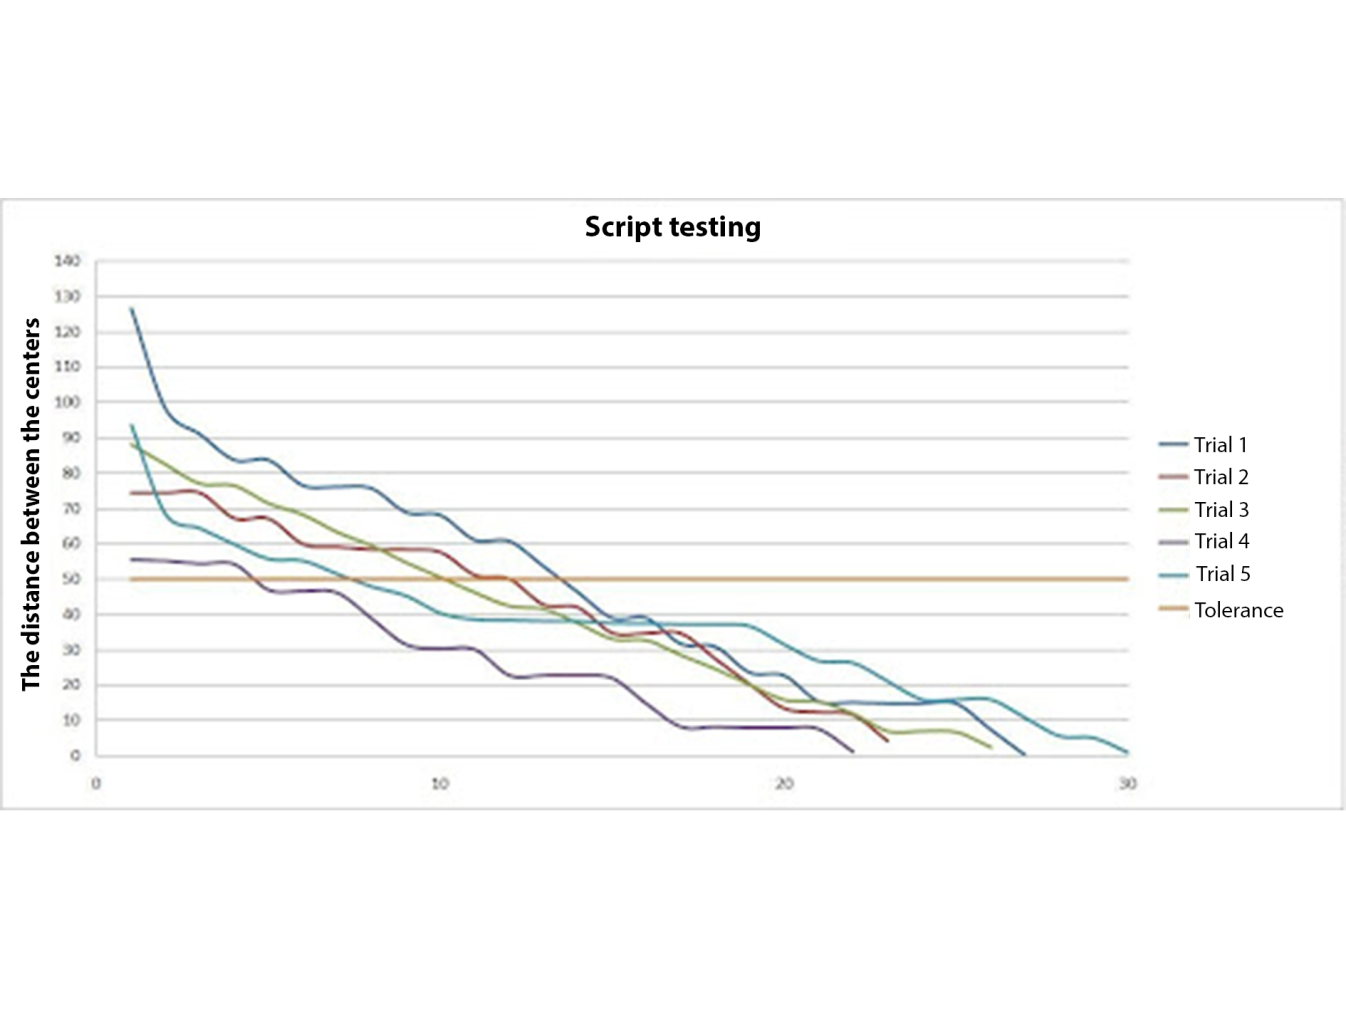 Script testing
The distance between the centers
140
130
120
110
100
90
80
70
60
50
40
30
20
10
0
0 10 20 30
Trial 1
Trial 2
Trial 3
Trial 4
Trial 5
Tolerance